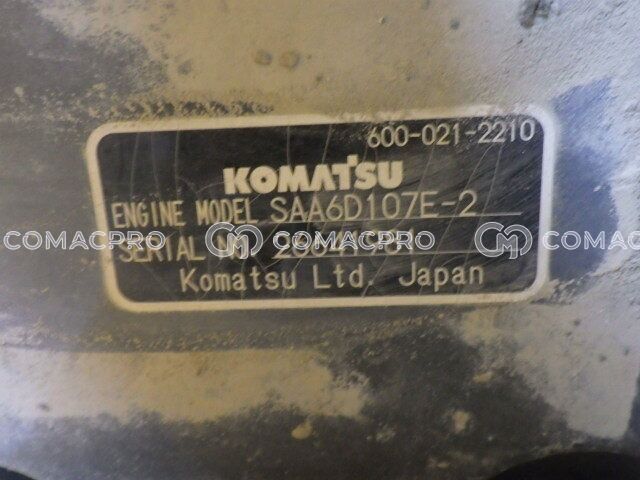 600-021-2210
KOMATSU
ENGINE MODEL SAA6D107E-2
COMACPRO COMACPRO COMACPRO
SERIAL
Komatsu Ltd. Japan